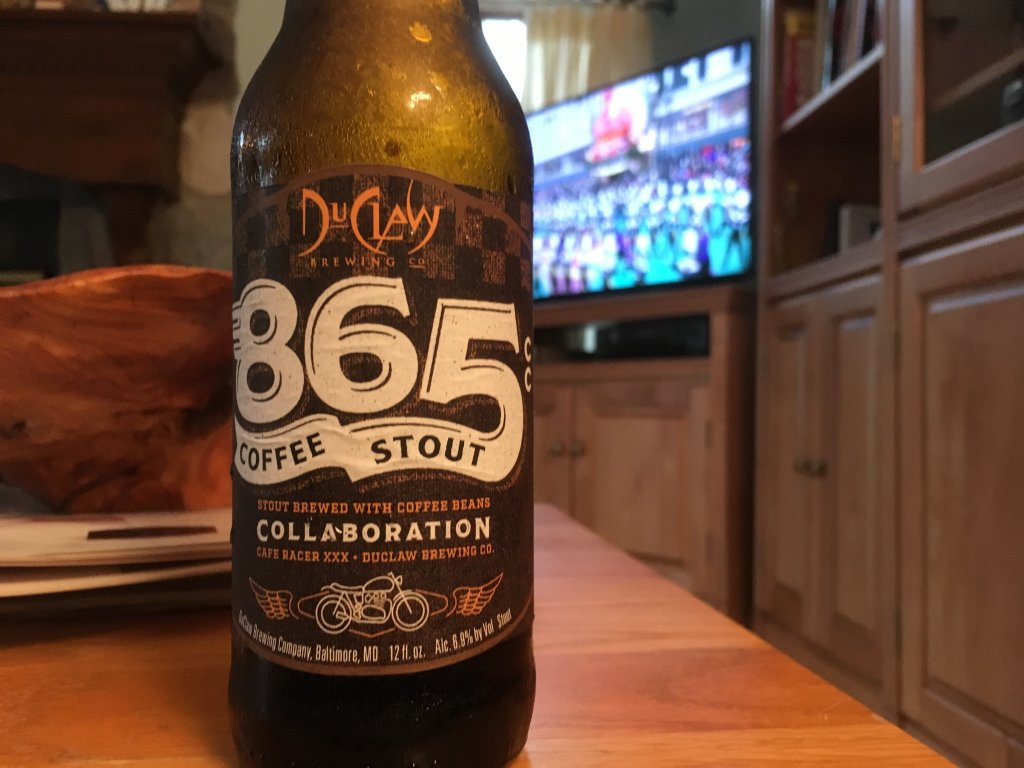 DUCLAW
BREWING CO
THE
865
CC
COFFEE STOUT
STOUT BREWED WITH COFFEE BEANS
COLLABORATION
CAFE RACER XXX • DUCLAW BREWING CO.
DuClaw Brewing Company, Baltimore, MD 12 fl. oz. Alc. 6.9% by Vol Stout